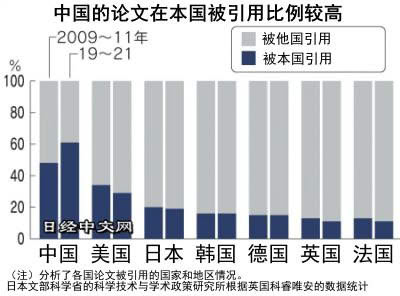 中国的论文在本国被引用比例较高
2009～11年
19～21
被他国引用
被本国引用
%
100
80
60
40
20
0
日经中文网
中国 美国 日本 韩国 德国 英国 法国
（注）分析了各国论文被引用的国家和地区情况。
日本文部科学省的科学技术与学术政策研究所根据英国科睿唯安的数据统计